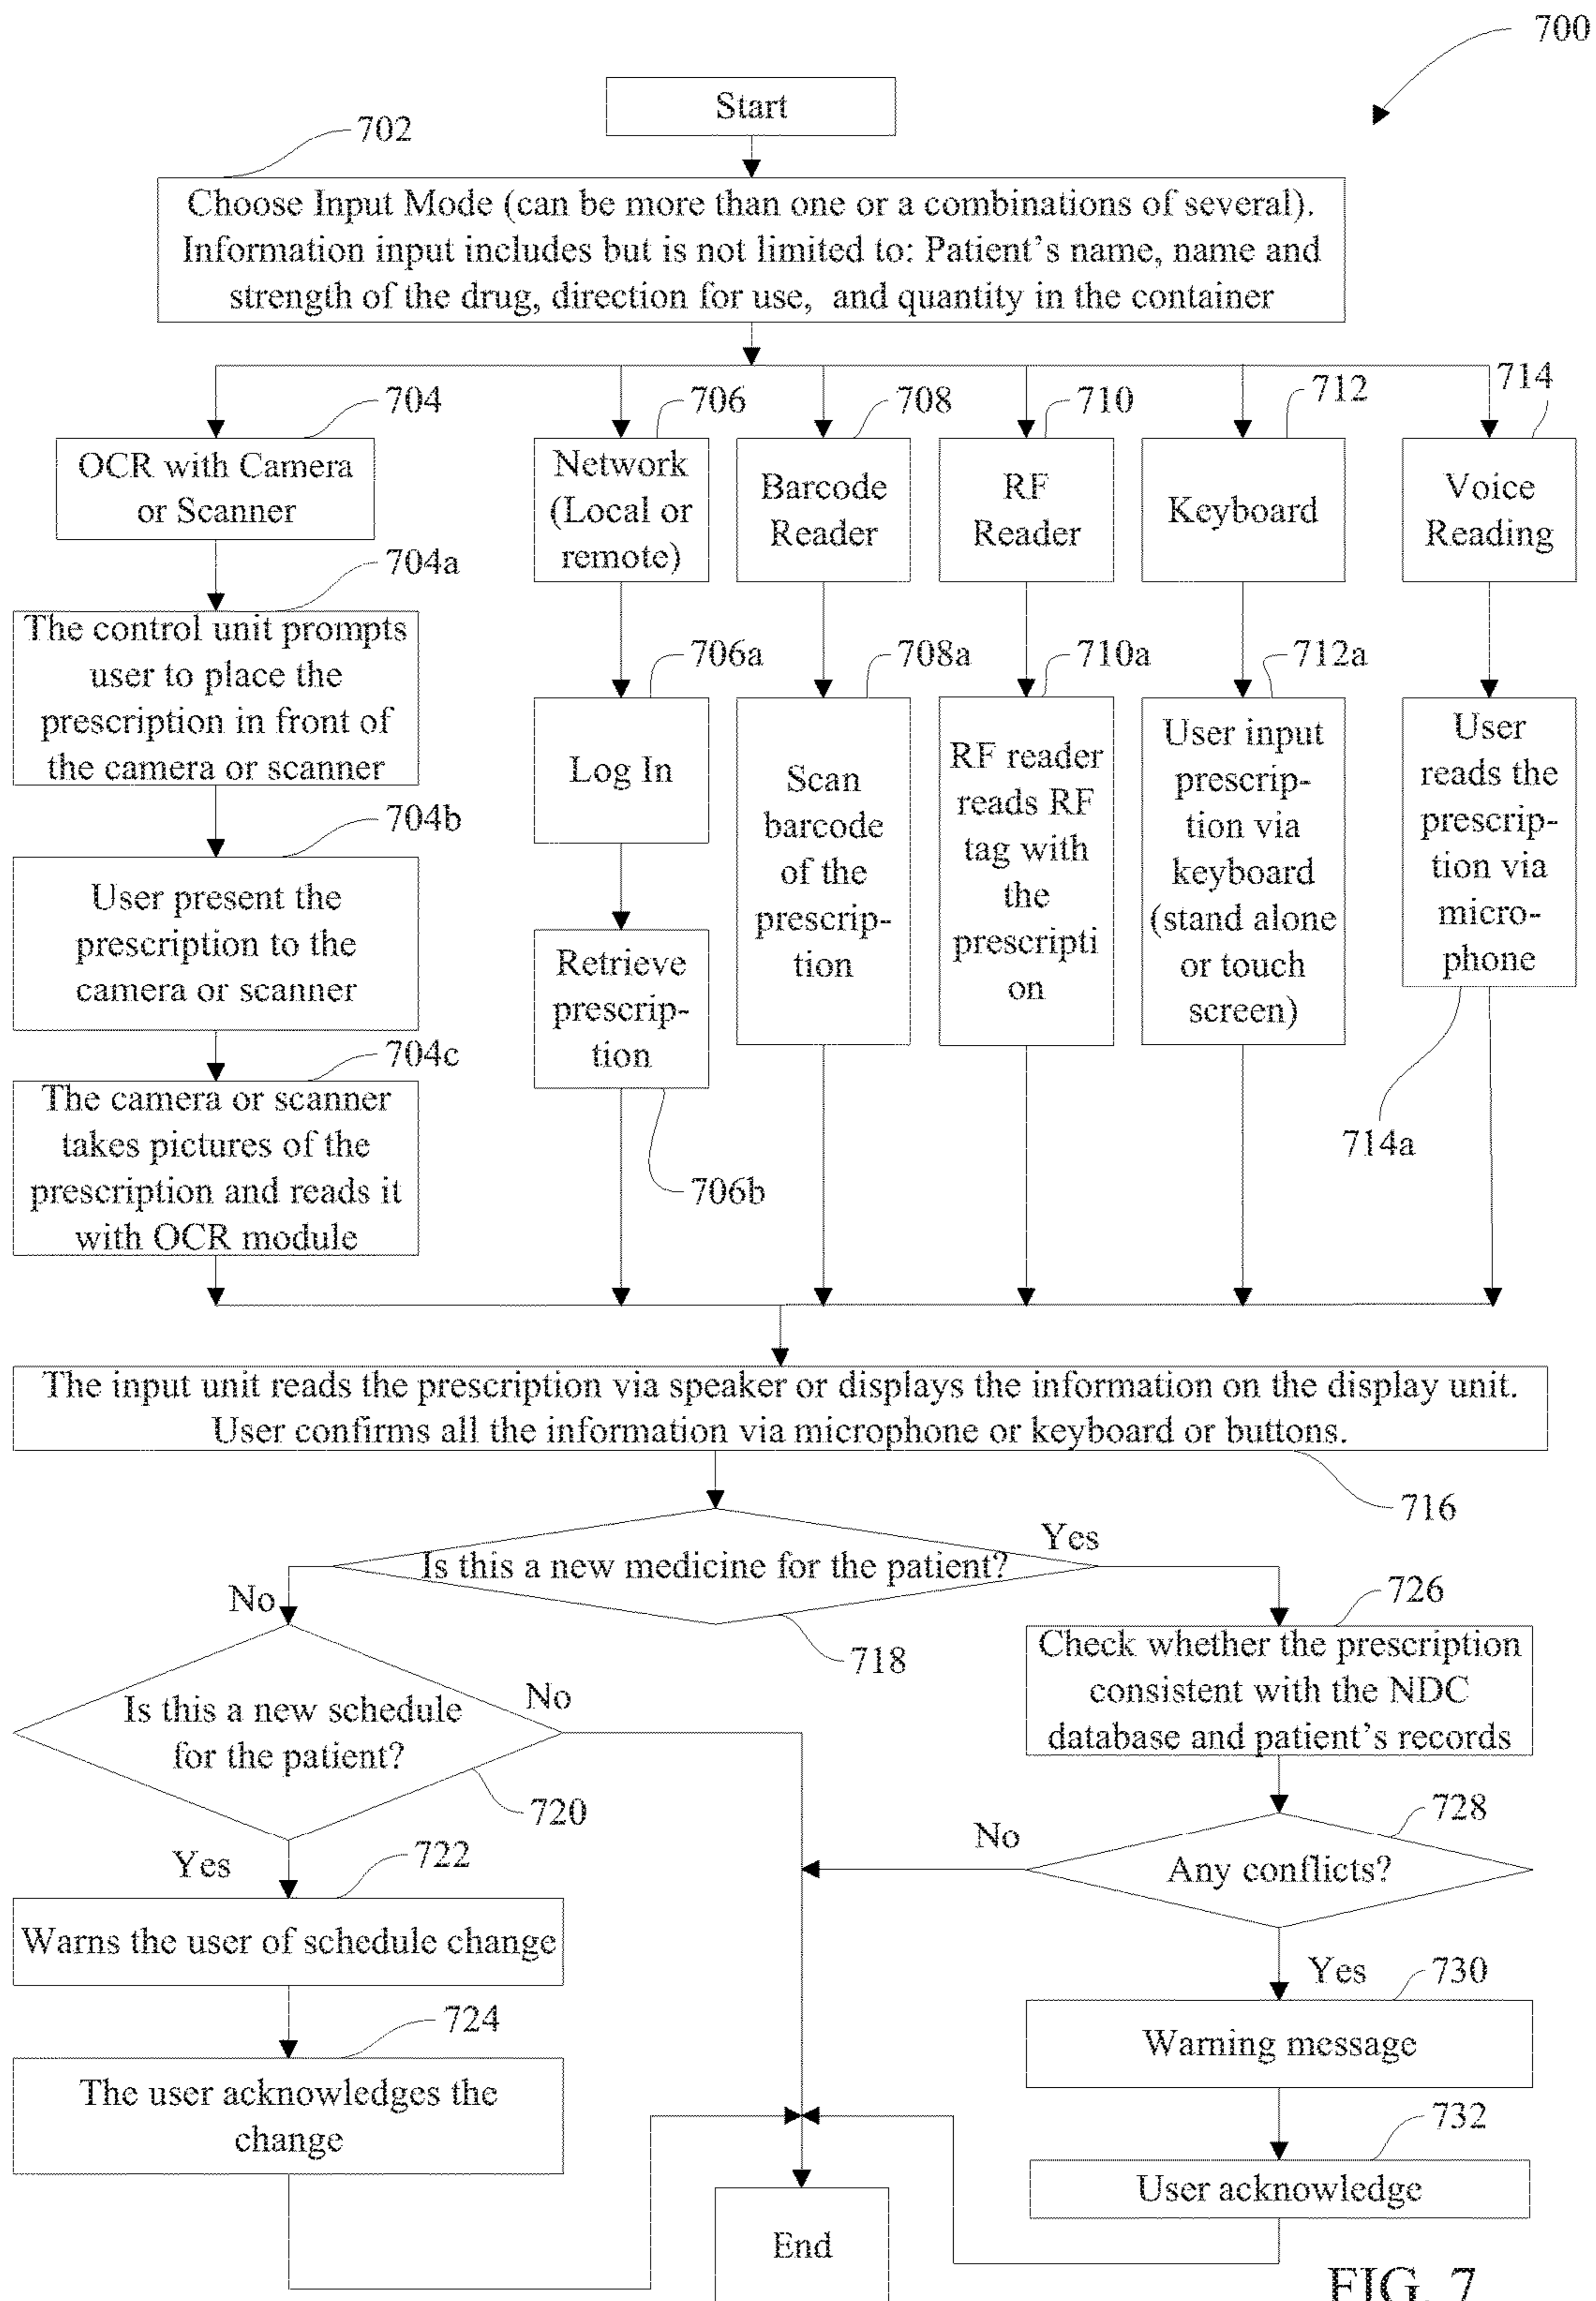 700
Start
702
Choose Input Mode (can be more than one or a combinations of several).
Information input includes but is not limited to: Patient's name, name and
strength of the drug, direction for use, and quantity in the container
704
OCR with Camera
or Scanner
704a
The control unit prompts
user to place the
prescription in front of
the camera or scanner
704b
User present the
prescription to the
camera or scanner
704c
The camera or scanner
takes pictures of the
prescription and reads it
with OCR module
706
Network
(Local or
remote)
706a
Log In
Retrieve
prescrip-
tion
706b
708
Barcode
Reader
708a
Scan
barcode
of the
prescrip-
tion
710
RF
Reader
710a
RF reader
reads RF
tag with
the
prescripti
on
712
Keyboard
712a
User input
prescrip-
tion via
keyboard
(stand alone
or touch
screen)
714
Voice
Reading
User
reads the
prescrip-
tion via
micro-
phone
714a
The input unit reads the prescription via speaker or displays the information on the display unit.
User confirms all the information via microphone or keyboard or buttons.
716
Is this a new medicine for the patient?
718
Yes
No
Is this a new schedule
for the patient?
720
No
Yes
722
Warns the user of schedule change
724
The user acknowledges the
change
726
Check whether the prescription
consistent with the NDC
database and patient's records
728
Any conflicts?
No
Yes
730
Warning message
732
User acknowledge
End
FIG. 7